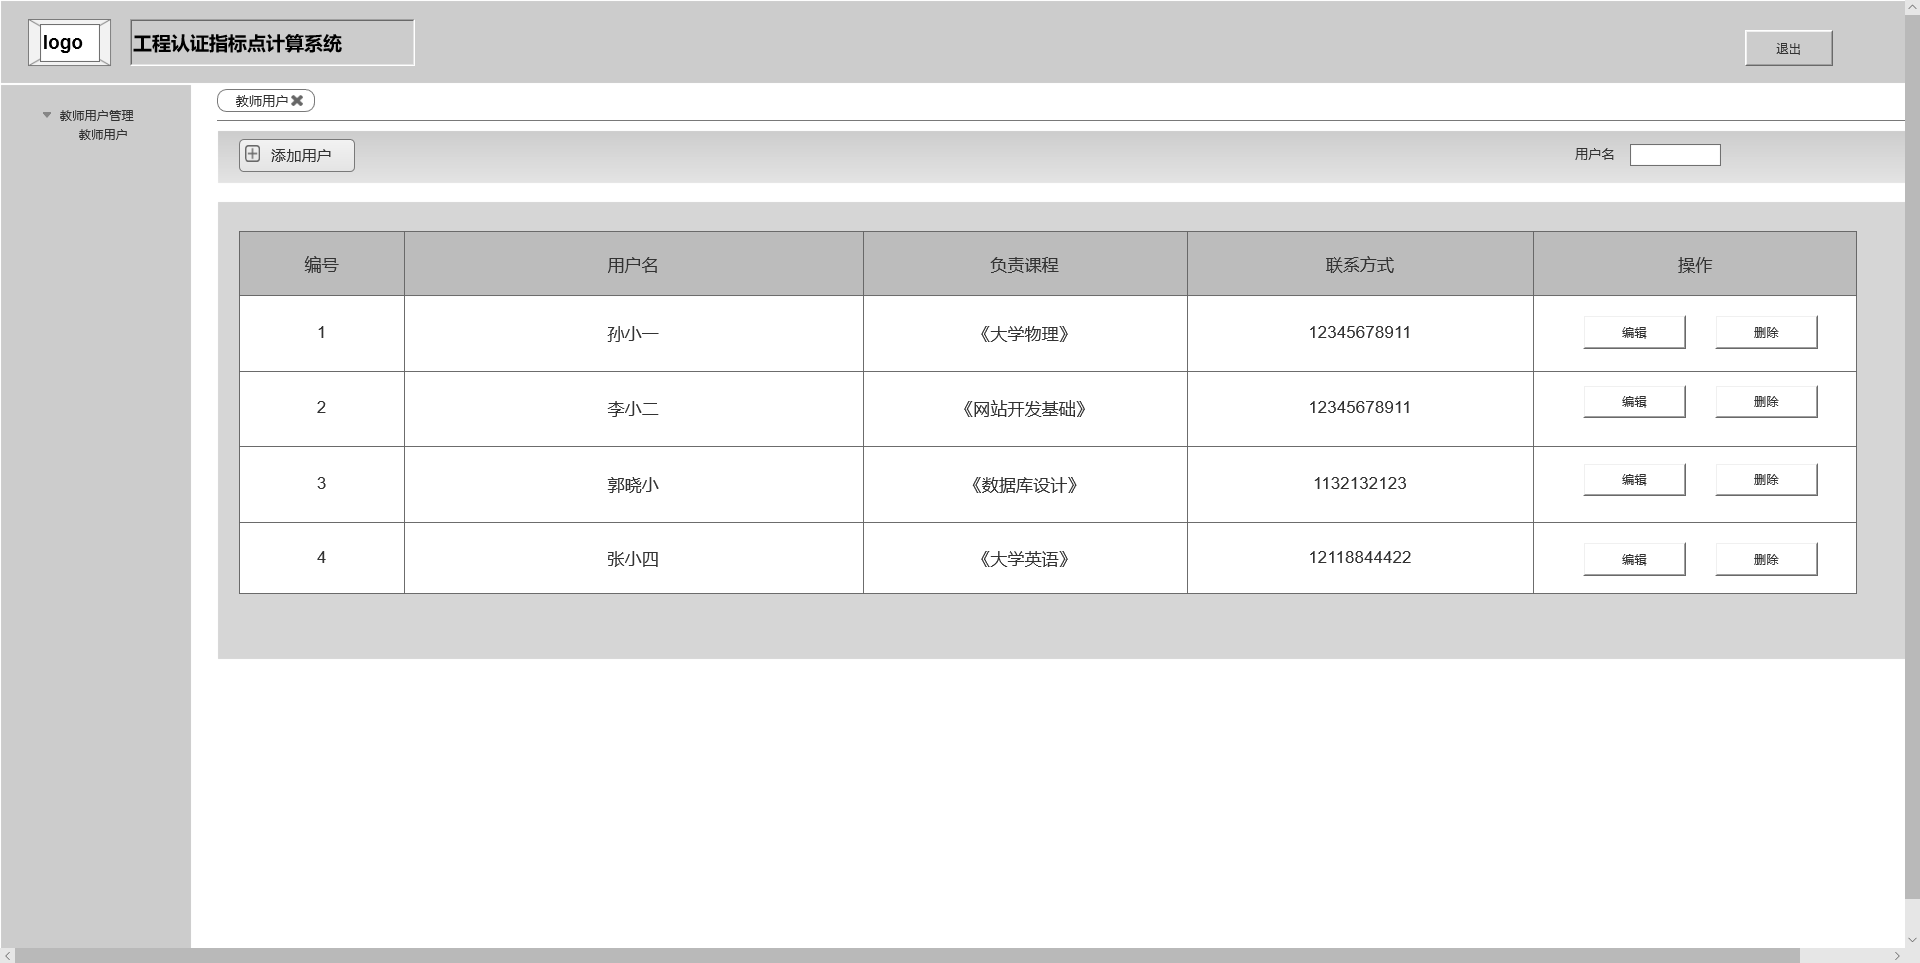 logo
工程认证指标点计算系统
退出
教师用户管理
教师用户
教师用户
添加用户
用户名
编号 用户名 负责课程 联系方式 操作
1 孙小一 《大学物理》 12345678911 编辑 删除
2 李小二 《网站开发基础》 12345678911 编辑 删除
3 郭晓小 《数据库设计》 1132132123 编辑 删除
4 张小四 《大学英语》 12118844422 编辑 删除